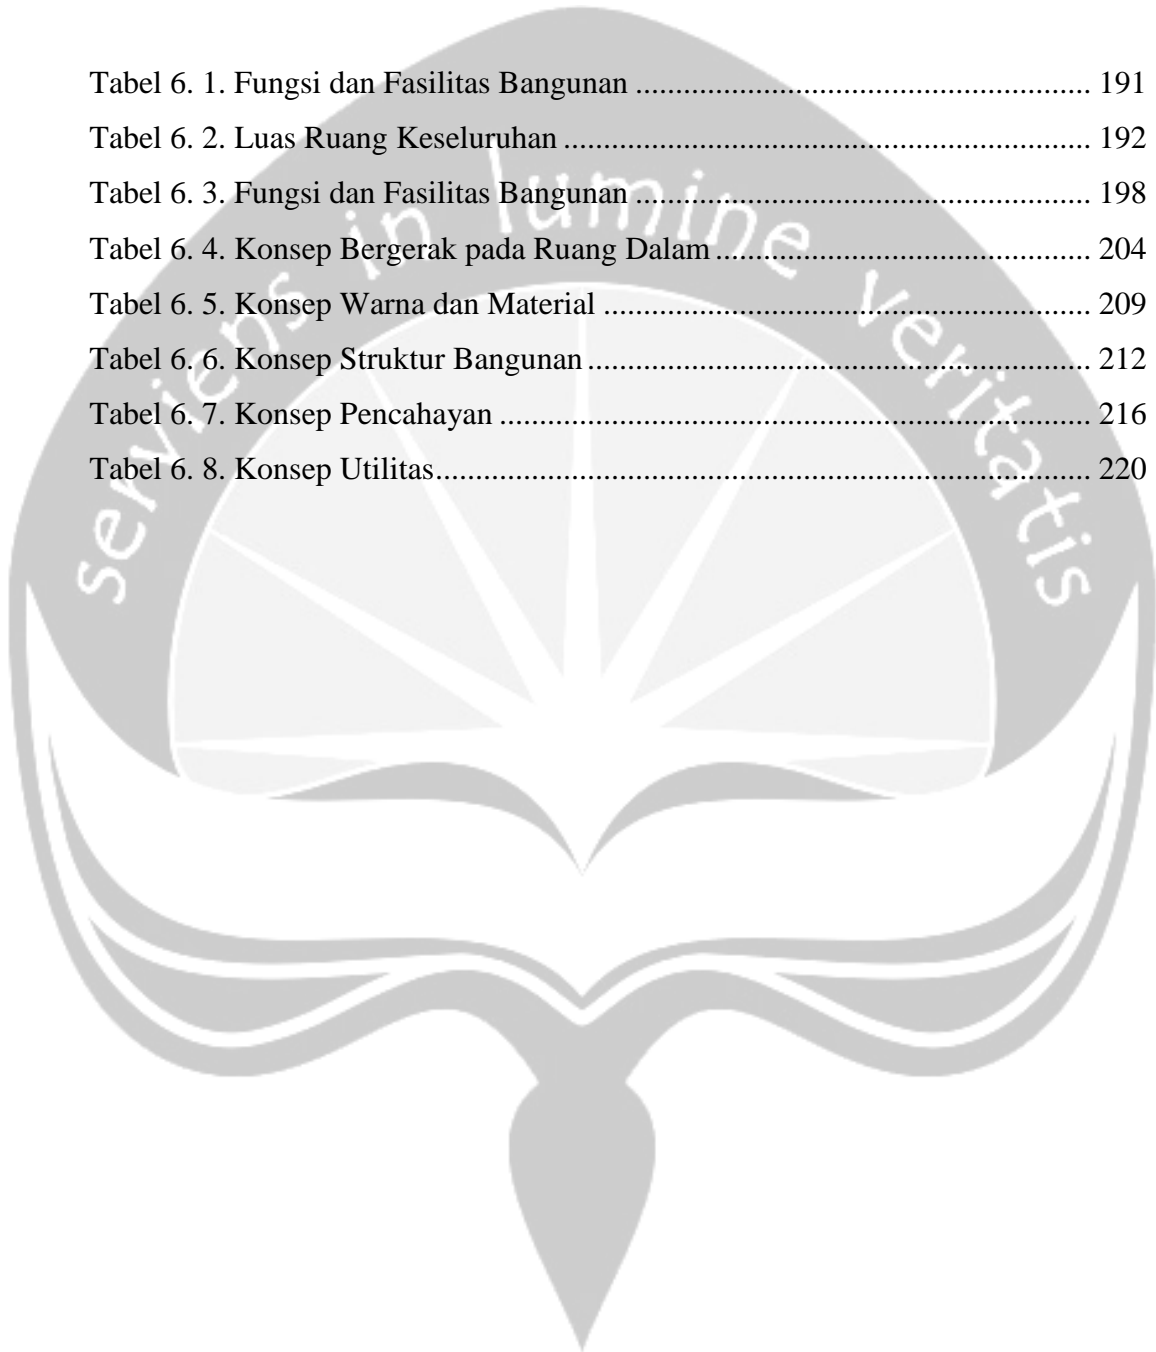 Tabel 6. 1. Fungsi dan Fasilitas Bangunan ........................................................ 191
Tabel 6. 2. Luas Ruang Keseluruhan ................................................................. 192
Tabel 6. 3. Fungsi dan Fasilitas Bangunan ........................................................ 198
Tabel 6. 4. Konsep Bergerak pada Ruang Dalam .............................................. 204
Tabel 6. 5. Konsep Warna dan Material ............................................................ 209
Tabel 6. 6. Konsep Struktur Bangunan .............................................................. 212
Tabel 6. 7. Konsep Pencahayan ......................................................................... 216
Tabel 6. 8. Konsep Utilitas................................................................................. 220
serviens in lumine veritatis